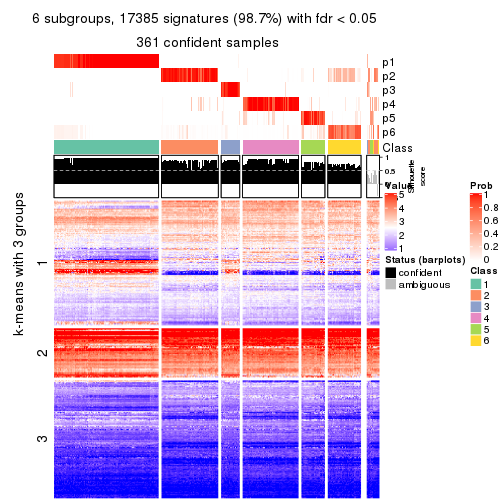 6 subgroups, 17385 signatures (98.7%) with fdr < 0.05
361 confident samples
p1
p2
p3
p4
p5
p6
Class
1
0.5
0
Silhouette
score
k-means with 3 groups
1
2
3
Value
5
4
3
2
1
Status (barplots)
confident
ambiguous
Prob
1
0.8
0.6
0.4
0.2
0
Class
1
2
3
4
5
6